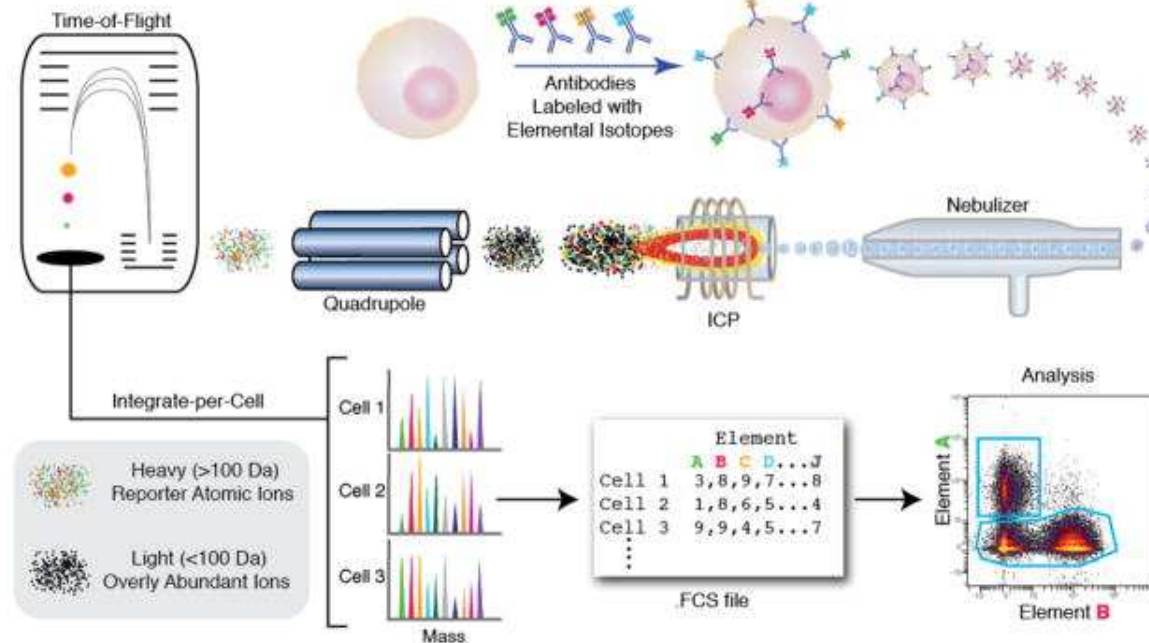 Time-of-Flight
Antibodies
Labeled with
Elemental Isotopes
Nebulizer
Quadrupole
ICP
Integrate-per-Cell
Heavy (>100 Da)
Reporter Atomic Ions
Light (<100 Da)
Overly Abundant Ions
Cell 1
Cell 2
Cell 3
Mass
Element
A B C D...J
Cell 1 3,8,9,7...8
Cell 2 1,8,6,5...4
Cell 3 9,9,4,5...7
.FCS file
Analysis
Element A
Element B